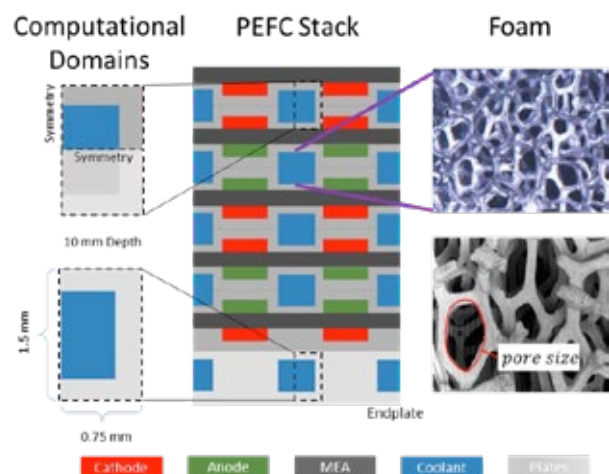 Computational
Domains
PEFC Stack
Foam
Symmetry
Symmetry
10 mm Depth
1.5 mm
0.75 mm
pore size
Endplate
Cathode
Anode
MEA
Coolant
Plates